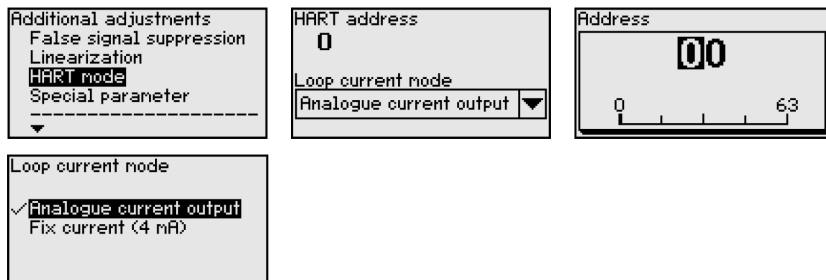 Additional adjustments
False signal suppression
Linearization
HART mode
Special parameter
HART address
0
Loop current mode
Analogue current output
Address
00
0 63
Loop current mode
Analogue current output
Fix current (4 mA)